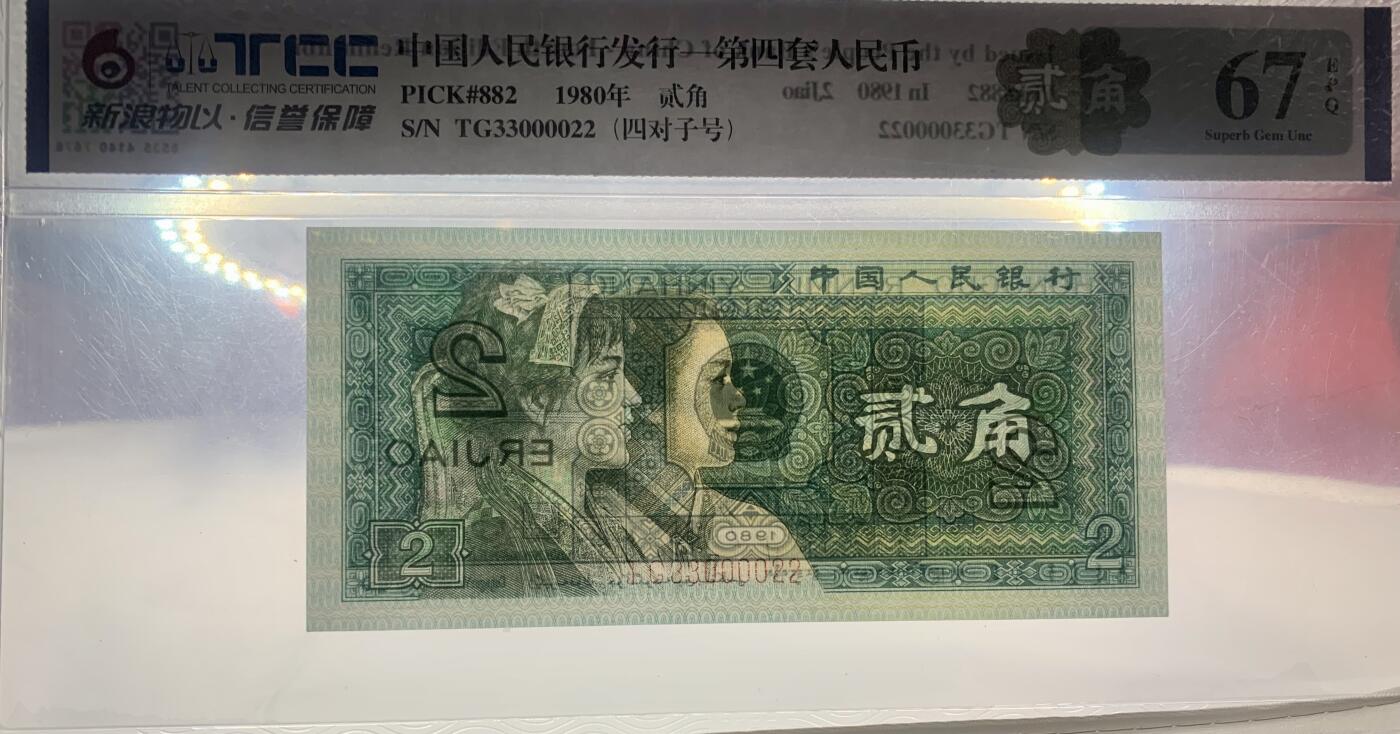 TCC
TALENT COLLECTING CERTIFICATION
新浪物以·信誉保障
中国人民银行发行 第四套人民币
PICK#882 1980年 贰角
S/N TG33000022 (四对子号)
贰角
67
EPQ
Superb Gem Unc
中国人民银行
贰角
2
ER JIAO
1980
2
2
TG33000022